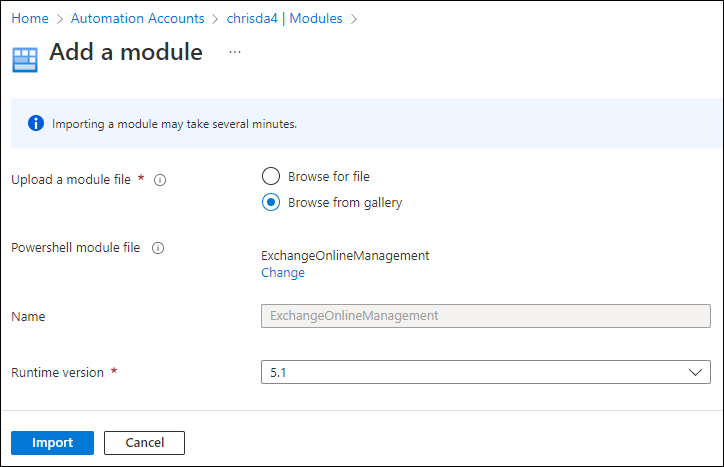 Home > Automation Accounts > chrisda4 | Modules >
Add a module ...
Importing a module may take several minutes.
Upload a module file *
Browse for file
Browse from gallery
Powershell module file
ExchangeOnlineManagement
Change
Name
ExchangeOnlineManagement
Runtime version *
5.1
Import
Cancel